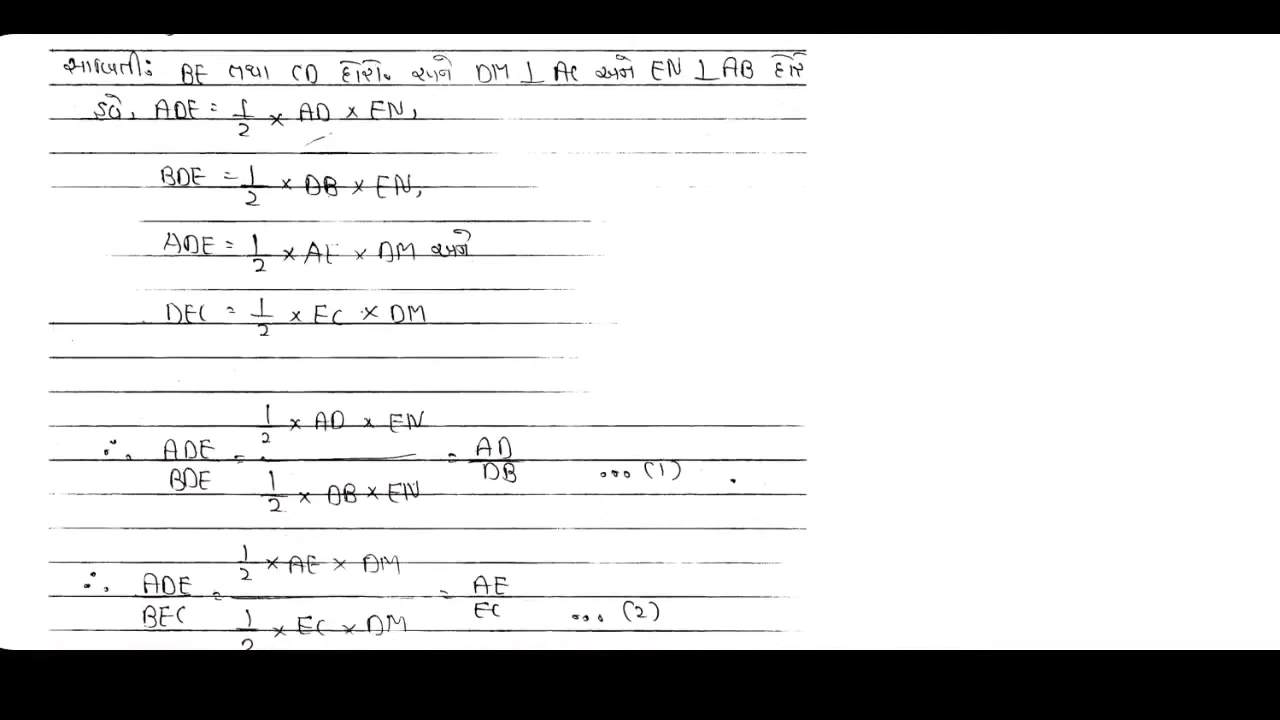 સાબિતી: BE તથા CD દોરો. અને DM ⊥ AC અને EN ⊥ AB દોરો
હવે, ADE = 1/2 × AD × EN,
BDE = 1/2 × DB × EN,
ADE = 1/2 × AE × DM અને
DEC = 1/2 × EC × DM
∴ ADE/BDE = (1/2 × AD × EN)/(1/2 × DB × EN) = AD/DB ...(1)
∴ ADE/BEC = (1/2 × AE × DM)/(1/2 × EC × DM) = AE/EC ...(2)